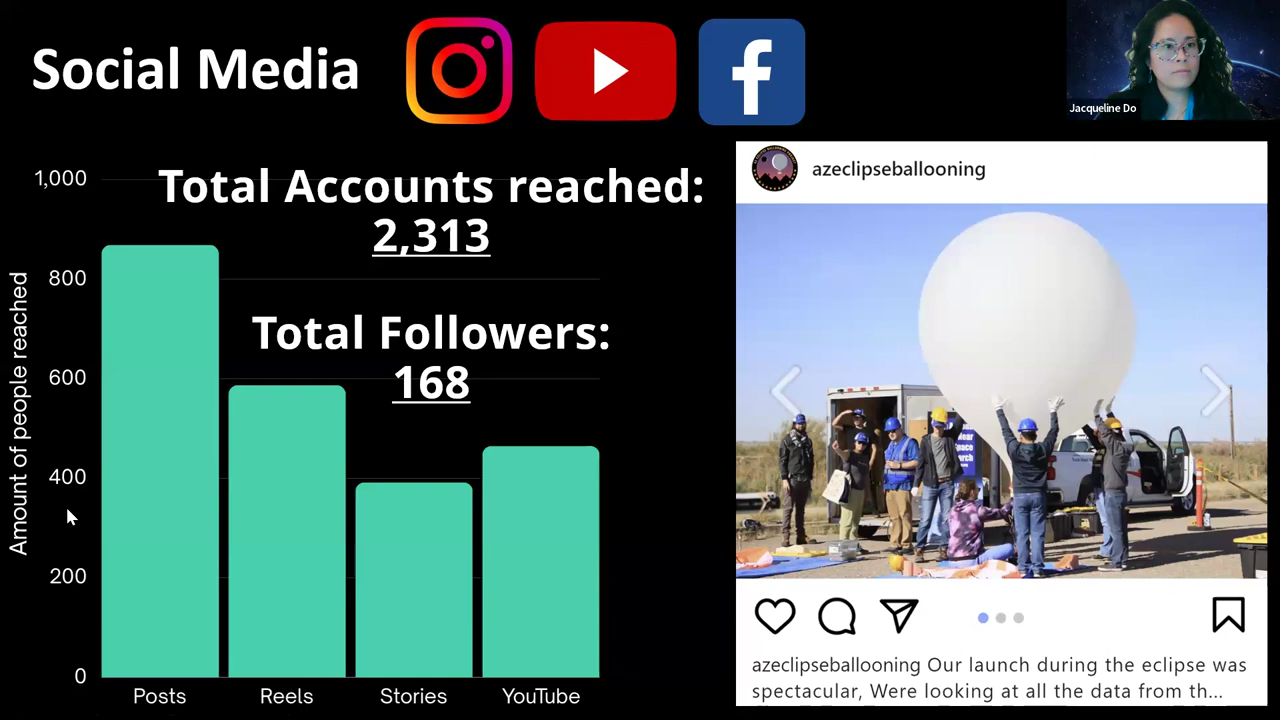 Social Media
Jacqueline Do
Total Accounts reached:
2,313
Total Followers:
168
Amount of people reached
1,000
800
600
400
200
0
Posts
Reels
Stories
YouTube
azeclipseballooning
azeclipseballooning Our launch during the eclipse was
spectacular, Were looking at all the data from th...